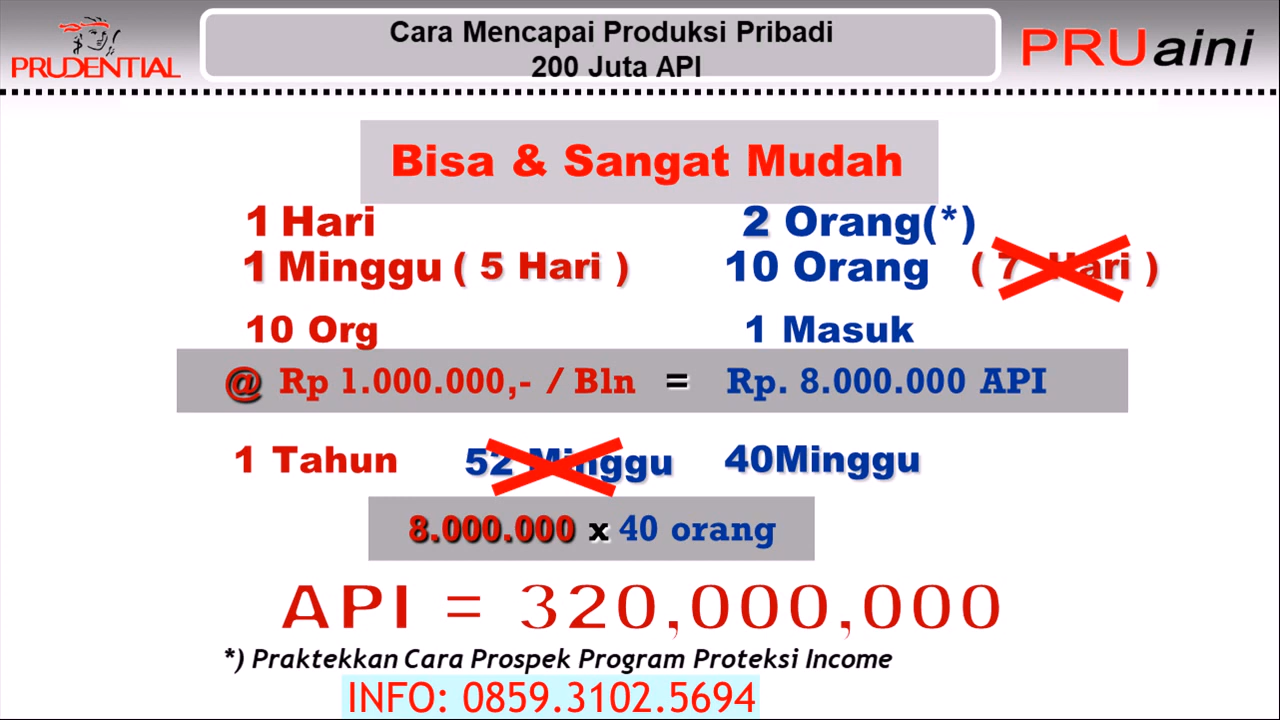 Cara Mencapai Produksi Pribadi
200 Juta API
PRUDENTIAL
PRUaini
Bisa & Sangat Mudah
1 Hari 2 Orang(*)
1 Minggu ( 5 Hari ) 10 Orang ( 7 Hari )
10 Org 1 Masuk
@ Rp 1.000.000,- / Bln = Rp. 8.000.000 API
1 Tahun 52 Minggu 40Minggu
8.000.000 x 40 orang
API = 320,000,000
*) Praktekkan Cara Prospek Program Proteksi Income
INFO: 0859.3102.5694